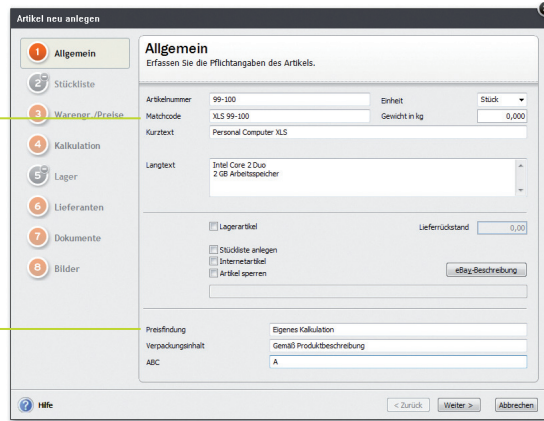 Artikel neu anlegen
1 Allgemein
2 Stückliste
3 Warengr./Preise
4 Kalkulation
5 Lager
6 Lieferanten
7 Dokumente
8 Bilder
Allgemein
Erfassen Sie die Pflichtangaben des Artikels.
Artikelnummer 99-100 Einheit Stück
Matchcode XLS 99-100 Gewicht in kg 0,000
Kurztext Personal Computer XLS
Langtext Intel Core 2 Duo
2 GB Arbeitsspeicher
Lagerartikel Lieferrückstand 0,00
Stückliste anlegen
Internetartikel
Artikel sperren eBay-Beschreibung
Preisfindung Eigenes Kalkulation
Verpackungsinhalt Gemäß Produktbeschreibung
ABC A
? Hilfe < Zurück Weiter > Abbrechen